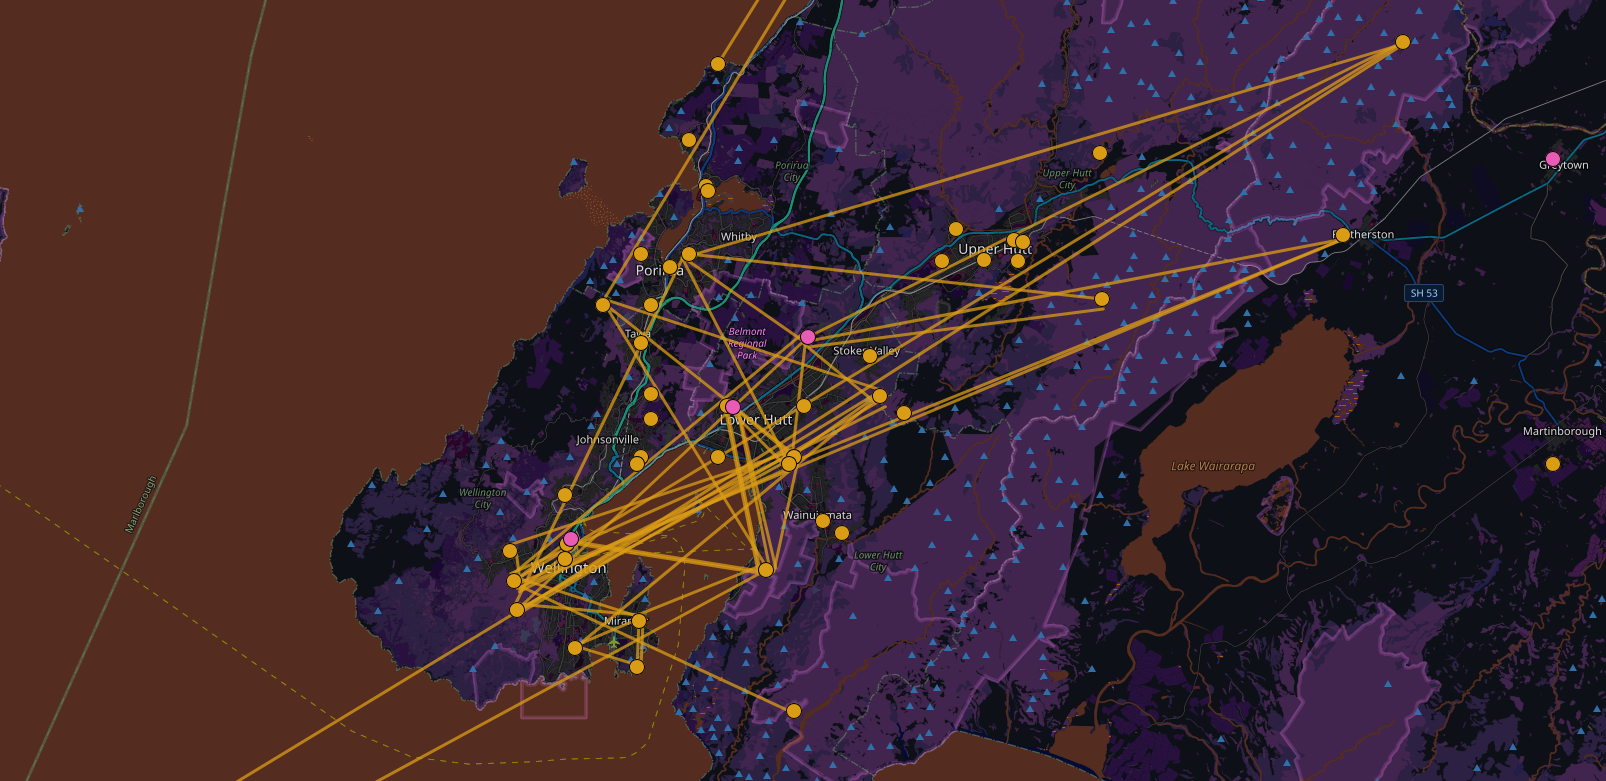 Porirua
City
Upper Hutt
City
Greytown
Whitby
Featherston
Upper Hutt
Porirua
SH 53
Belmont
Regional
Park
Tawa
Stokes Valley
Lower Hutt
Martinborough
Johnsonville
Lake Wairarapa
Wellington
City
Marlborough
Wainuiomata
Lower Hutt
City
Wellington
Miramar